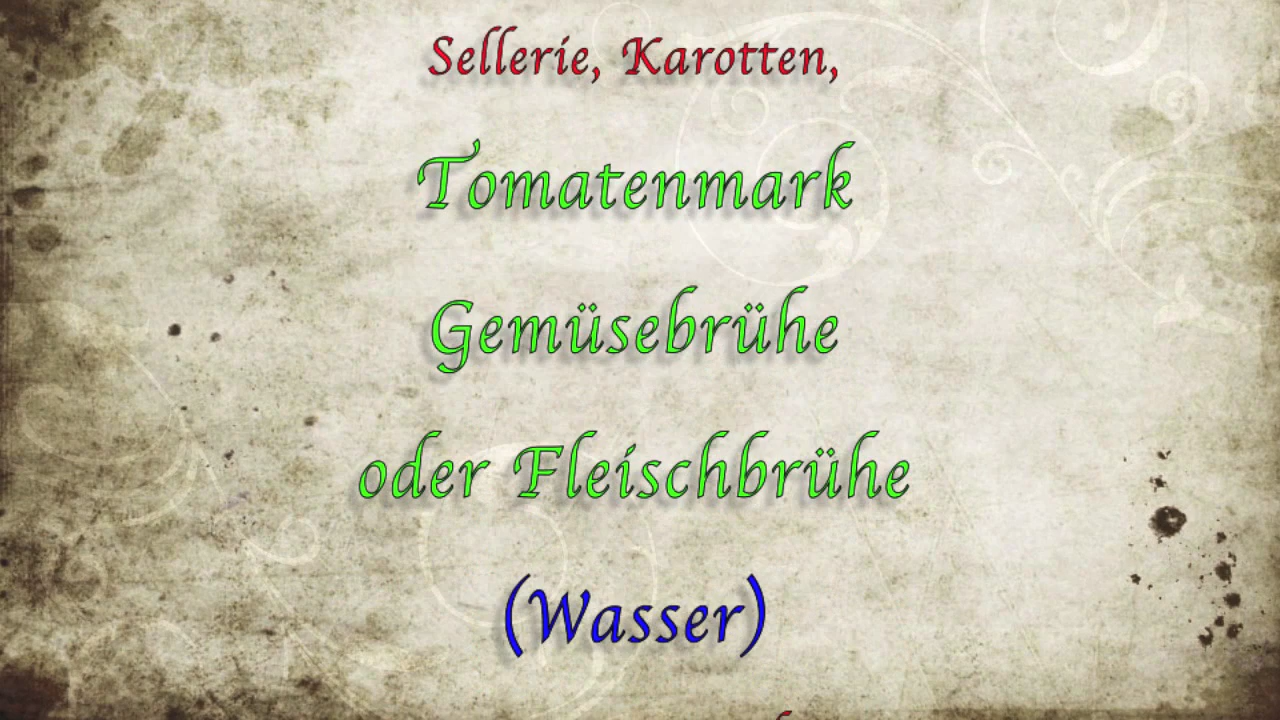 Sellerie, Karotten,
Tomatenmark
Gemüsebrühe
oder Fleischbrühe
(Wasser)